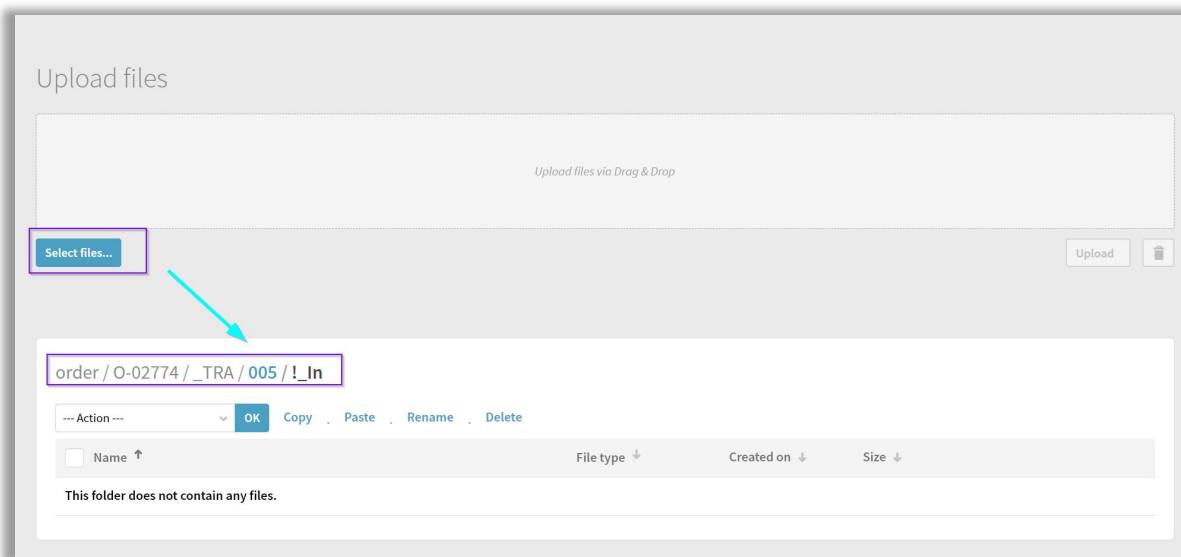 Upload files
Upload files via Drag & Drop
Select files...
Upload
order / O-02774 / _TRA / 005 / !_In
--- Action ---
OK
Copy . Paste . Rename . Delete
Name File type Created on Size
This folder does not contain any files.